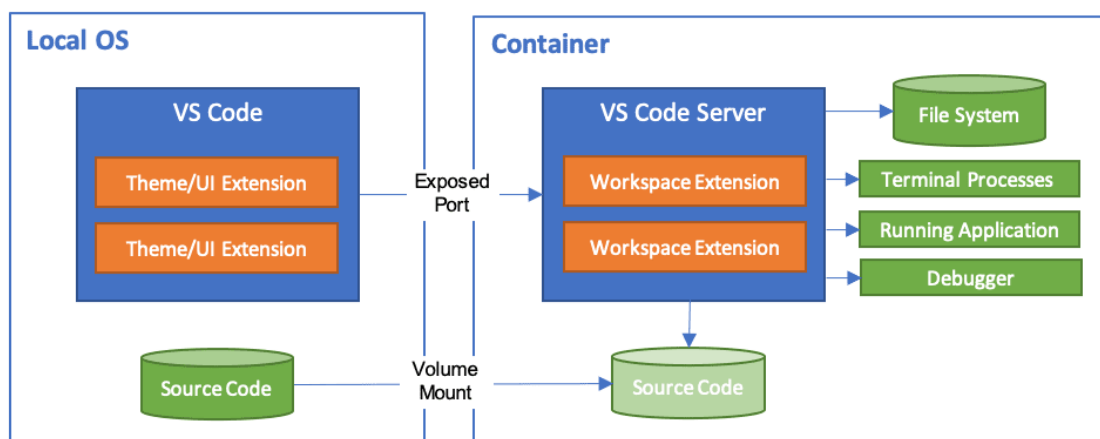 Local OS
Container
VS Code
Theme/UI Extension
Theme/UI Extension
Exposed
Port
VS Code Server
Workspace Extension
Workspace Extension
File System
Terminal Processes
Running Application
Debugger
Source Code
Volume
Mount
Source Code